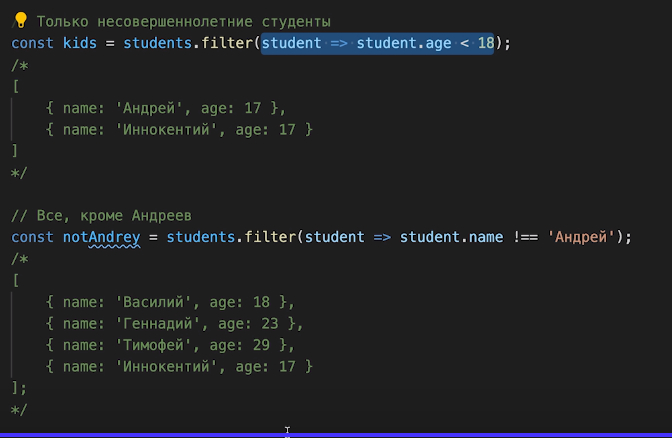 // Только несовершеннолетние студенты
const kids = students.filter(student => student.age < 18);
/*
[
    { name: 'Андрей', age: 17 },
    { name: 'Иннокентий', age: 17 }
]
*/
// Все, кроме Андреев
const notAndrey = students.filter(student => student.name !== 'Андрей');
/*
[
    { name: 'Василий', age: 18 },
    { name: 'Геннадий', age: 23 },
    { name: 'Тимофей', age: 29 },
    { name: 'Иннокентий', age: 17 }
];
*/